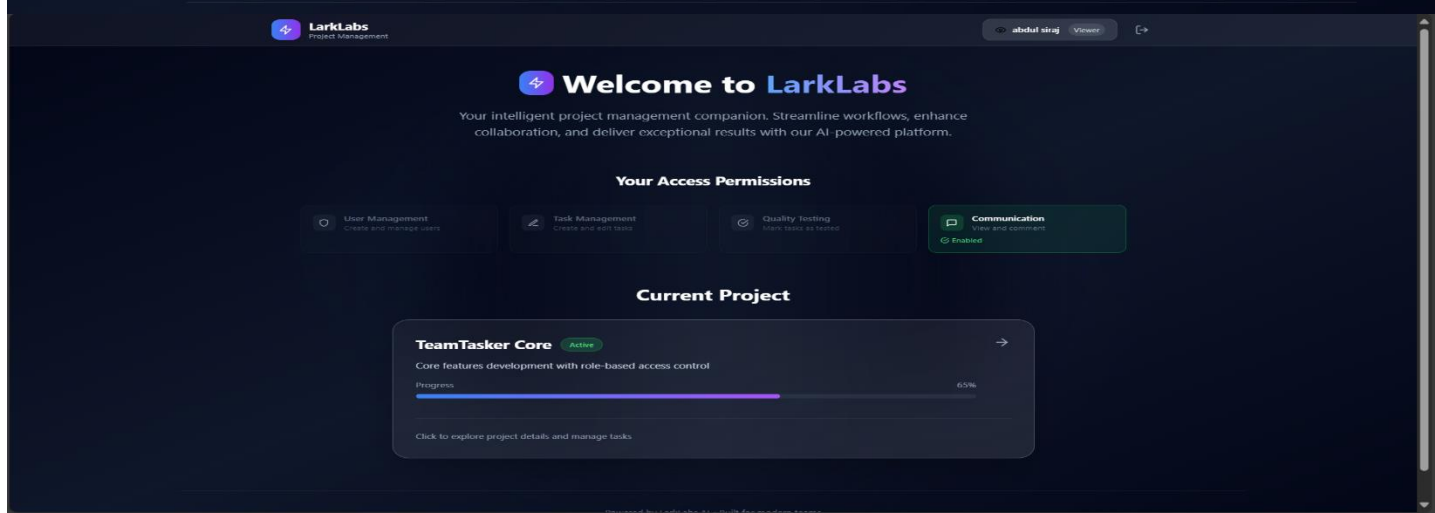 LarkLabs
Project Management
abdul siraj Viewer
Welcome to LarkLabs
Your intelligent project management companion. Streamline workflows, enhance
collaboration, and deliver exceptional results with our AI-powered platform.
Your Access Permissions
User Management
Create and manage users
Task Management
Create and edit tasks
Quality Testing
Mark tasks as tested
Communication
View and comment
Enabled
Current Project
TeamTasker Core Active
Core features development with role-based access control
Progress 65%
Click to explore project details and manage tasks